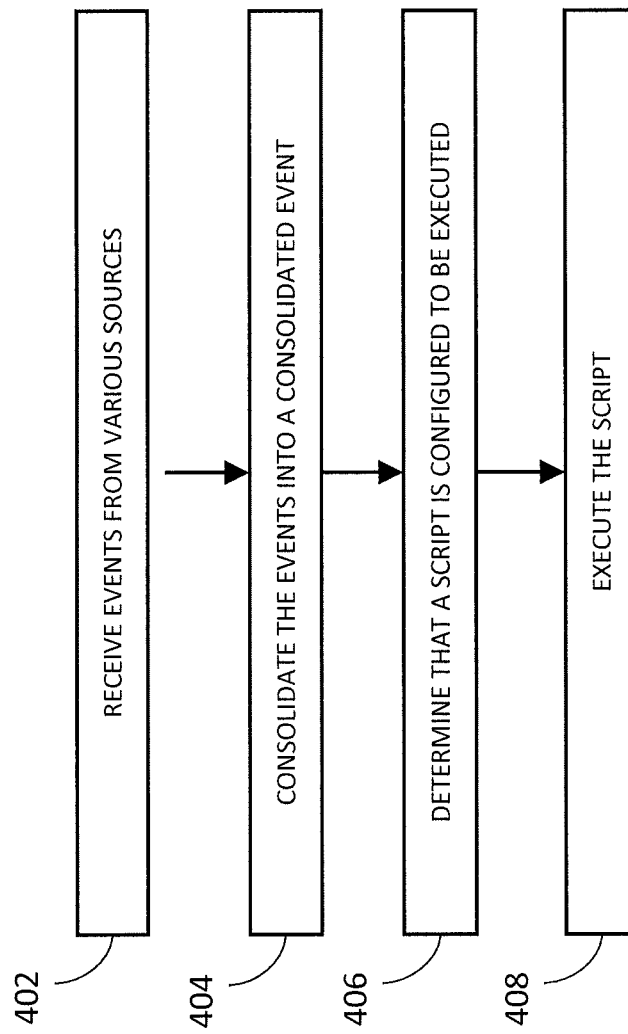 402
RECEIVE EVENTS FROM VARIOUS SOURCES
404
CONSOLIDATE THE EVENTS INTO A CONSOLIDATED EVENT
406
DETERMINE THAT A SCRIPT IS CONFIGURED TO BE EXECUTED
408
EXECUTE THE SCRIPT